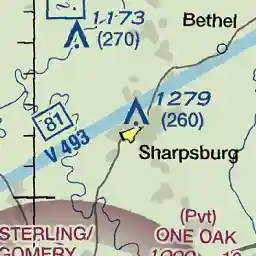 1173
(270)
Bethel
1279
(260)
81
V 493
Sharpsburg
(Pvt)
STERLING/
ONE OAK